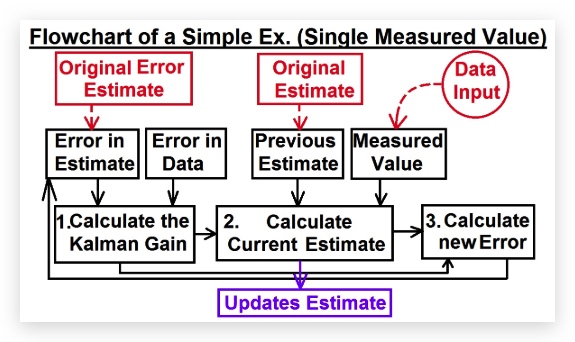 Flowchart of a Simple Ex. (Single Measured Value)
Original Error
Estimate
Original
Estimate
Data
Input
Error in
Estimate
Error in
Data
Previous
Estimate
Measured
Value
1.Calculate the
Kalman Gain
2. Calculate
Current Estimate
3. Calculate
new Error
Updates Estimate